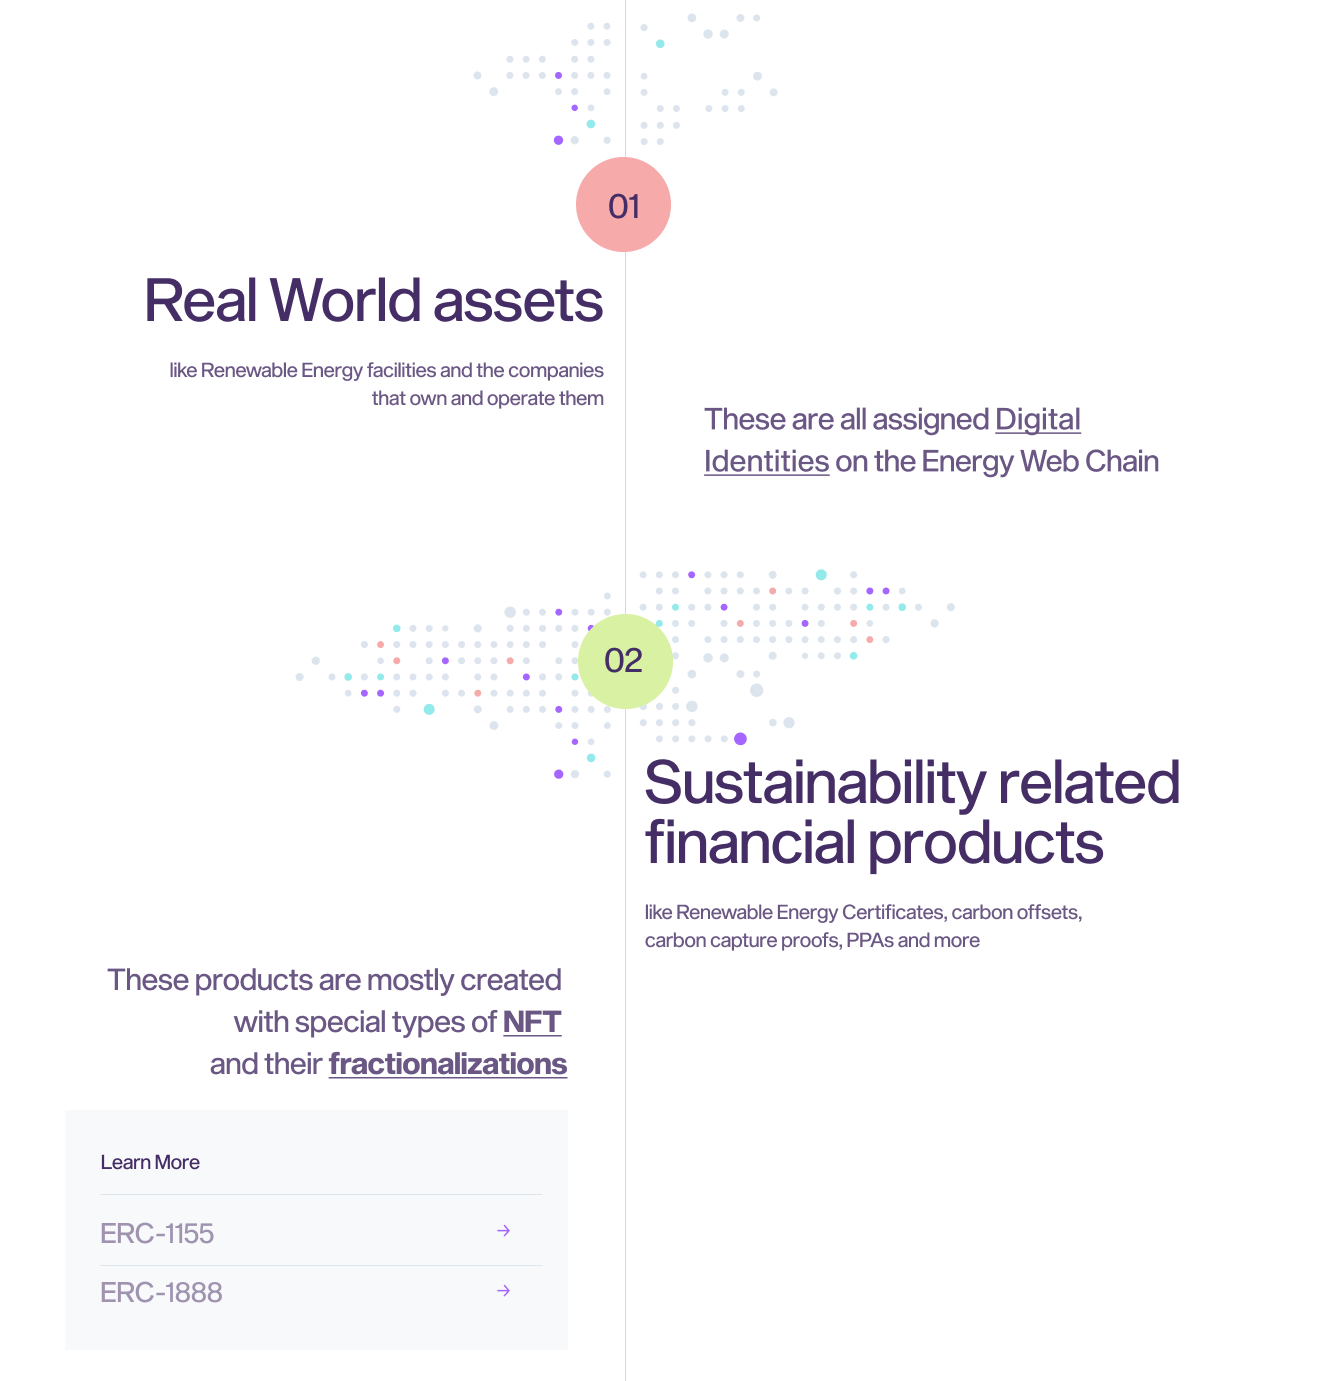 01
Real World assets
like Renewable Energy facilities and the companies
that own and operate them
These are all assigned Digital
Identities on the Energy Web Chain
02
Sustainability related
financial products
like Renewable Energy Certificates, carbon offsets,
carbon capture proofs, PPAs and more
These products are mostly created
with special types of NFT
and their fractionalizations
Learn More
ERC-1155
ERC-1888